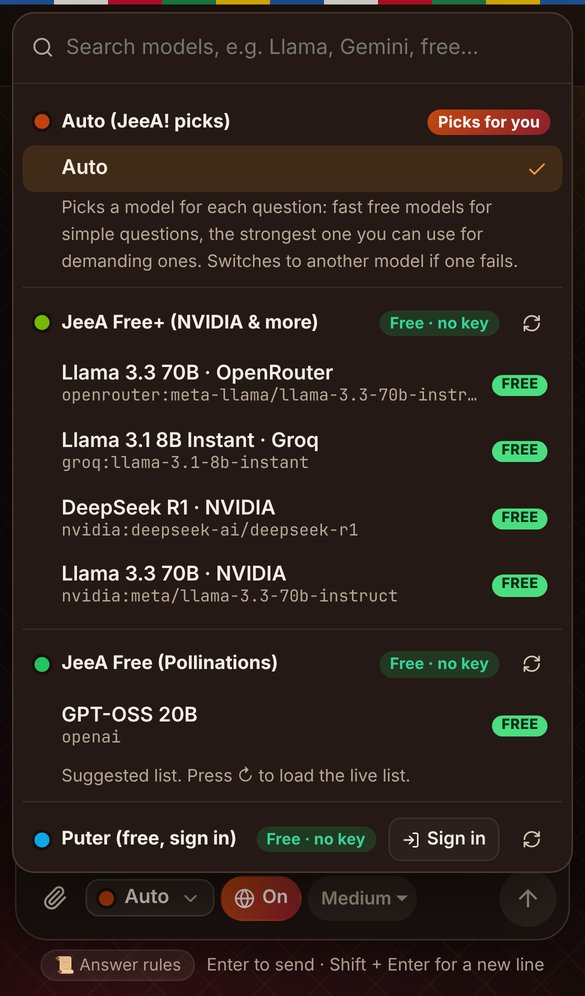 Search models, e.g. Llama, Gemini, free...
Auto (JeeA! picks)
Picks for you
Auto
Picks a model for each question: fast free models for
simple questions, the strongest one you can use for
demanding ones. Switches to another model if one fails.
JeeA Free+ (NVIDIA & more)
Free · no key
Llama 3.3 70B · OpenRouter
openrouter:meta-llama/llama-3.3-70b-instr…
FREE
Llama 3.1 8B Instant · Groq
groq:llama-3.1-8b-instant
FREE
DeepSeek R1 · NVIDIA
nvidia:deepseek-ai/deepseek-r1
FREE
Llama 3.3 70B · NVIDIA
nvidia:meta/llama-3.3-70b-instruct
FREE
JeeA Free (Pollinations)
Free · no key
GPT-OSS 20B
openai
FREE
Suggested list. Press ↻ to load the live list.
Puter (free, sign in)
Free · no key
Sign in
Auto
On
Medium
📜 Answer rules
Enter to send · Shift + Enter for a new line